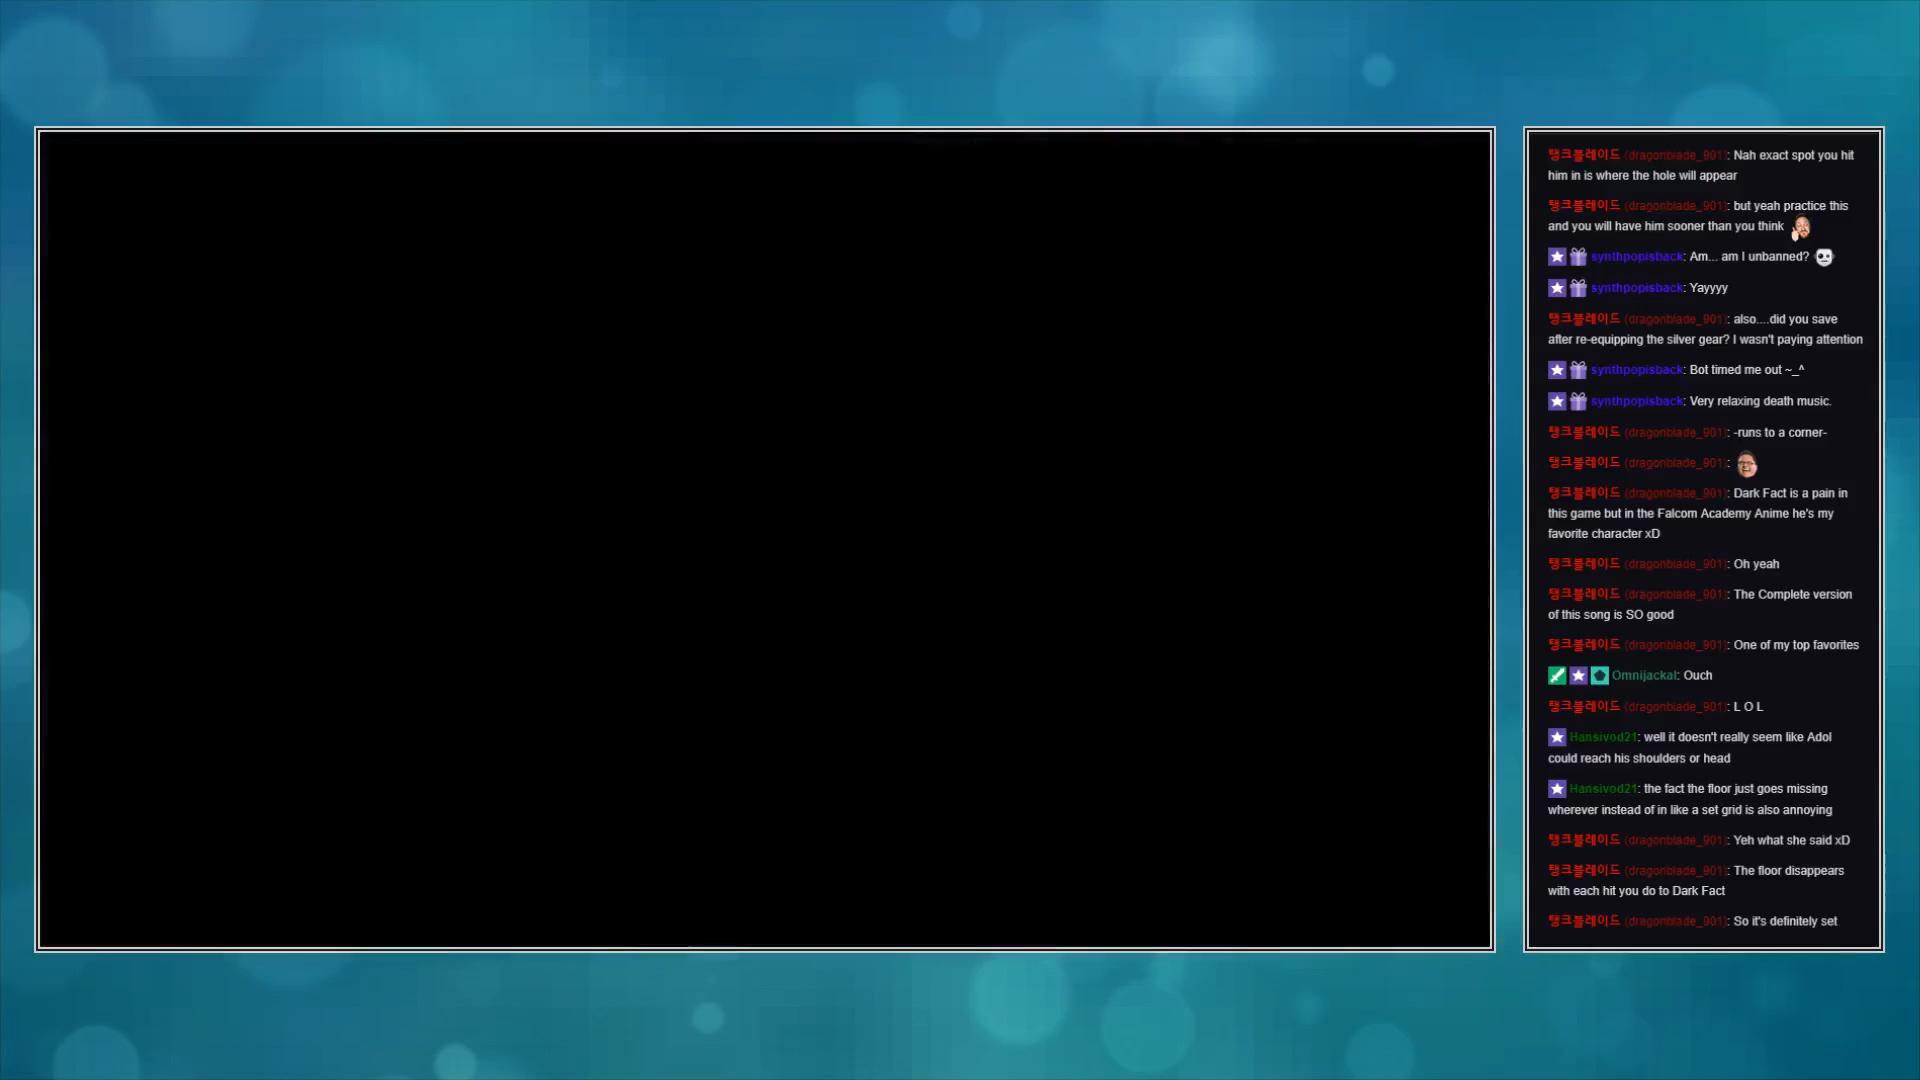 탱크블레이드 (dragonblade_901): Nah exact spot you hit
him in is where the hole will appear
탱크블레이드 (dragonblade_901): but yeah practice this
and you will have him sooner than you think
synthpopisback: Am... am I unbanned?
synthpopisback: Yayyyy
탱크블레이드 (dragonblade_901): also....did you save
after re-equipping the silver gear? I wasn't paying attention
synthpopisback: Bot timed me out ~_^
synthpopisback: Very relaxing death music.
탱크블레이드 (dragonblade_901): -runs to a corner-
탱크블레이드 (dragonblade_901):
탱크블레이드 (dragonblade_901): Dark Fact is a pain in
this game but in the Falcom Academy Anime he's my
favorite character xD
탱크블레이드 (dragonblade_901): Oh yeah
탱크블레이드 (dragonblade_901): The Complete version
of this song is SO good
탱크블레이드 (dragonblade_901): One of my top favorites
Omnijackal: Ouch
탱크블레이드 (dragonblade_901): L O L
Hansivod21: well it doesn't really seem like Adol
could reach his shoulders or head
Hansivod21: the fact the floor just goes missing
wherever instead of in like a set grid is also annoying
탱크블레이드 (dragonblade_901): Yeh what she said xD
탱크블레이드 (dragonblade_901): The floor disappears
with each hit you do to Dark Fact
탱크블레이드 (dragonblade_901): So it's definitely set